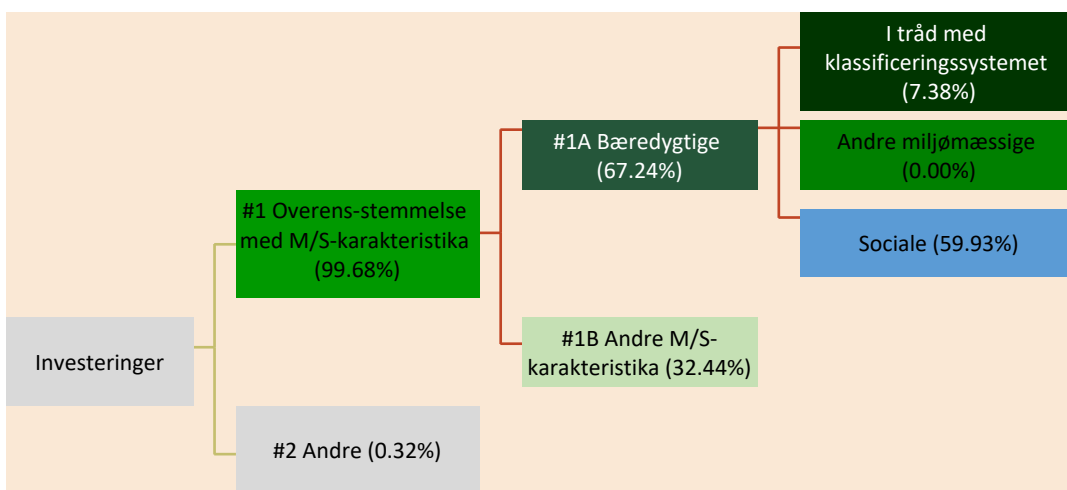 I tråd med
klassificeringssystemet
(7.38%)
#1A Bæredygtige
(67.24%)
Andre miljømæssige
(0.00%)
#1 Overens-stemmelse
med M/S-karakteristika
(99.68%)
Sociale (59.93%)
Investeringer
#1B Andre M/S-
karakteristika (32.44%)
#2 Andre (0.32%)